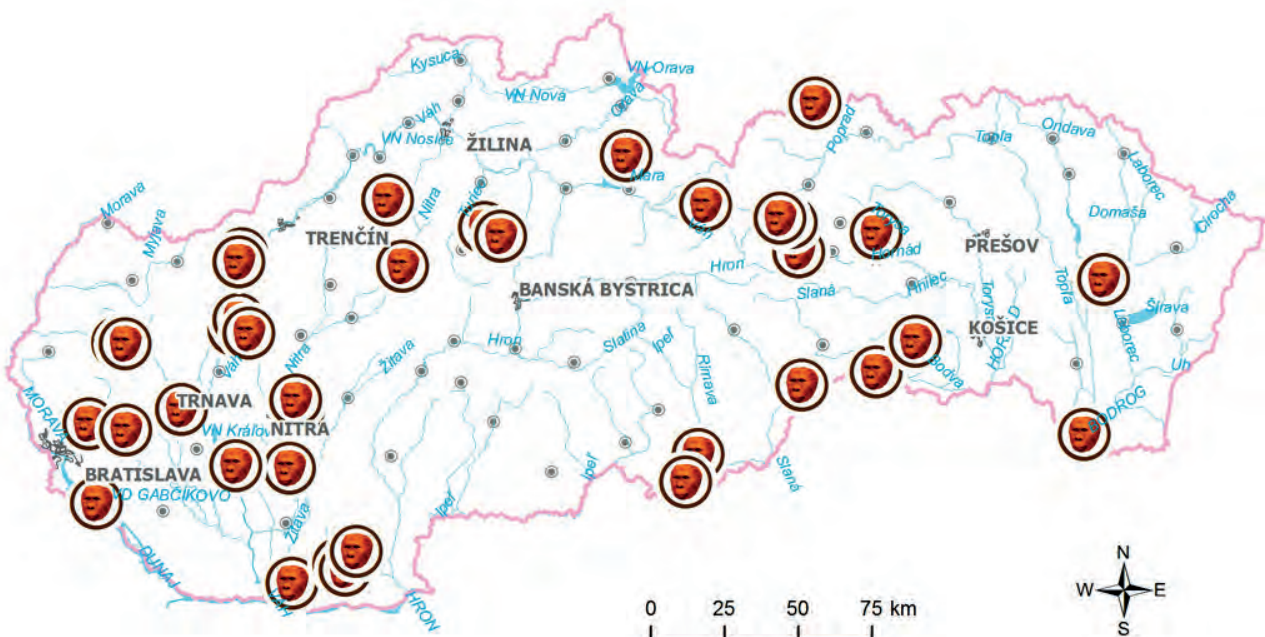 Kysuca
VN Orava
VN Nová
Orava
Váh
VN Nosice
ŽILINA
Poprad
Topľa
Ondava
Laborec
Mara
Turiec
Nitra
Morava
Myjava
TRENČÍN
Váh
Torysa
Hornád
PREŠOV
Domaša
Cirocha
Hron
BANSKÁ BYSTRICA
Slaná
Hnilec
Torysa
Topľa
KOŠICE
Šírava
Laborec
Uh
Bodva
Váh
Nitra
Žitava
Hron
Slatina
Ipeľ
Rimava
MORAVA
TRNAVA
NITRA
BODROG
BRATISLAVA
VD GABČÍKOVO
Žitava
Ipeľ
Ipeľ
Slaná
DUNAJ
VÁH
HRON
0 25 50 75 km
N
W E
S